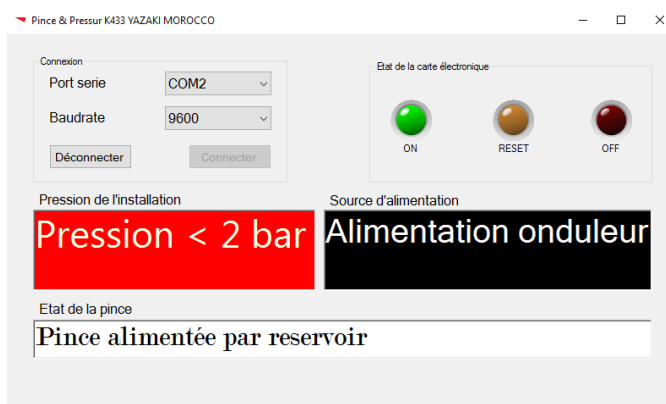 Pince & Pressur K433 YAZAKI MOROCCO
Connexion
Port serie COM2
Baudrate 9600
Déconnecter Connecter
Etat de la carte électronique
ON RESET OFF
Pression de l'installation
Pression < 2 bar
Source d'alimentation
Alimentation onduleur
Etat de la pince
Pince alimentée par reservoir